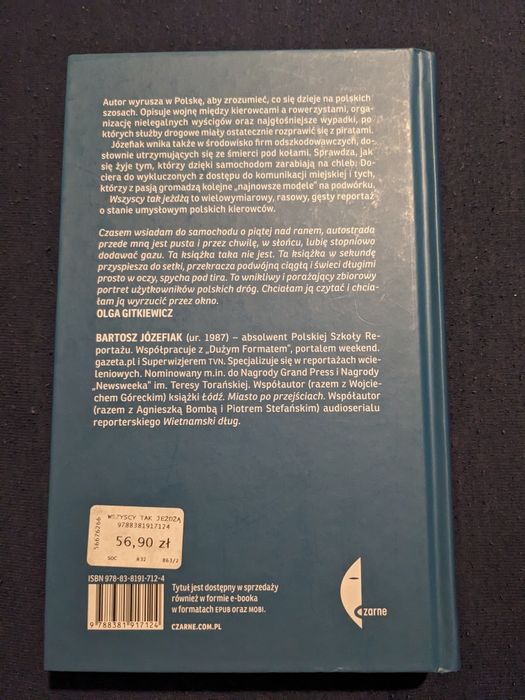 Autor wyrusza w Polskę, aby zrozumieć, co się dzieje na polskich
szosach. Opisuje wojnę między kierowcami a rowerzystami, orga-
nizację nielegalnych wyścigów oraz najgłośniejsze wypadki, po
których służby drogowe miały ostatecznie rozprawić się z piratami.
Józefiak wnika także w środowisko firm odszkodowawczych, do-
słownie utrzymujących się ze śmierci pod kołami. Sprawdza, jak
się żyje tym, którzy dzięki samochodom zarabiają na chleb. Do-
ciera do wykluczonych z dostępu do komunikacji miejskiej i tych,
którzy z pasją gromadzą kolejne „najnowsze modele” na podwórku.
Wszyscy tak jeżdżą to wielowymiarowy, rasowy, gęsty reportaż
o stanie umysłowym polskich kierowców.
Czasem wsiadam do samochodu o piątej nad ranem, autostrada
przede mną jest pusta i przez chwilę, w słońcu, lubię stopniowo
dodawać gazu. Ta książka taka nie jest. Ta książka w sekundę
przyspiesza do setki, przekracza podwójną ciągłą i świeci długimi
prosto w oczy, spycha pod tira. To wnikliwy i porażający zbiorowy
portret użytkowników polskich dróg. Chciałam ją czytać i chcia-
łam ją wyrzucić przez okno.
OLGA GITKIEWICZ
BARTOSZ JÓZEFIAK (ur. 1987) – absolwent Polskiej Szkoły Re-
portażu. Współpracuje z „Dużym Formatem”, portalem weekend.
gazeta.pl i Superwizjerem TVN. Specjalizuje się w reportażach wcie-
leniowych. Nominowany m.in. do Nagrody Grand Press i Nagrody
„Newsweeka” im. Teresy Torańskiej. Współautor (razem z Wojcie-
chem Góreckim) książki Łódź. Miasto po przejściach. Współautor
(razem z Agnieszką Bombą i Piotrem Stefańskim) audioserialu
reporterskiego Wietnamski dług.
WSZYSCY TAK JEŻDŻĄ
9788381917124
16676266
56,90 zł
SOC 832 863/2
ISBN 978-83-8191-712-4
9 788381 917124
Tytuł jest dostępny w sprzedaży
również w formie e-booka
w formatach EPUB oraz MOBI.
CZARNE.COM.PL
czarne